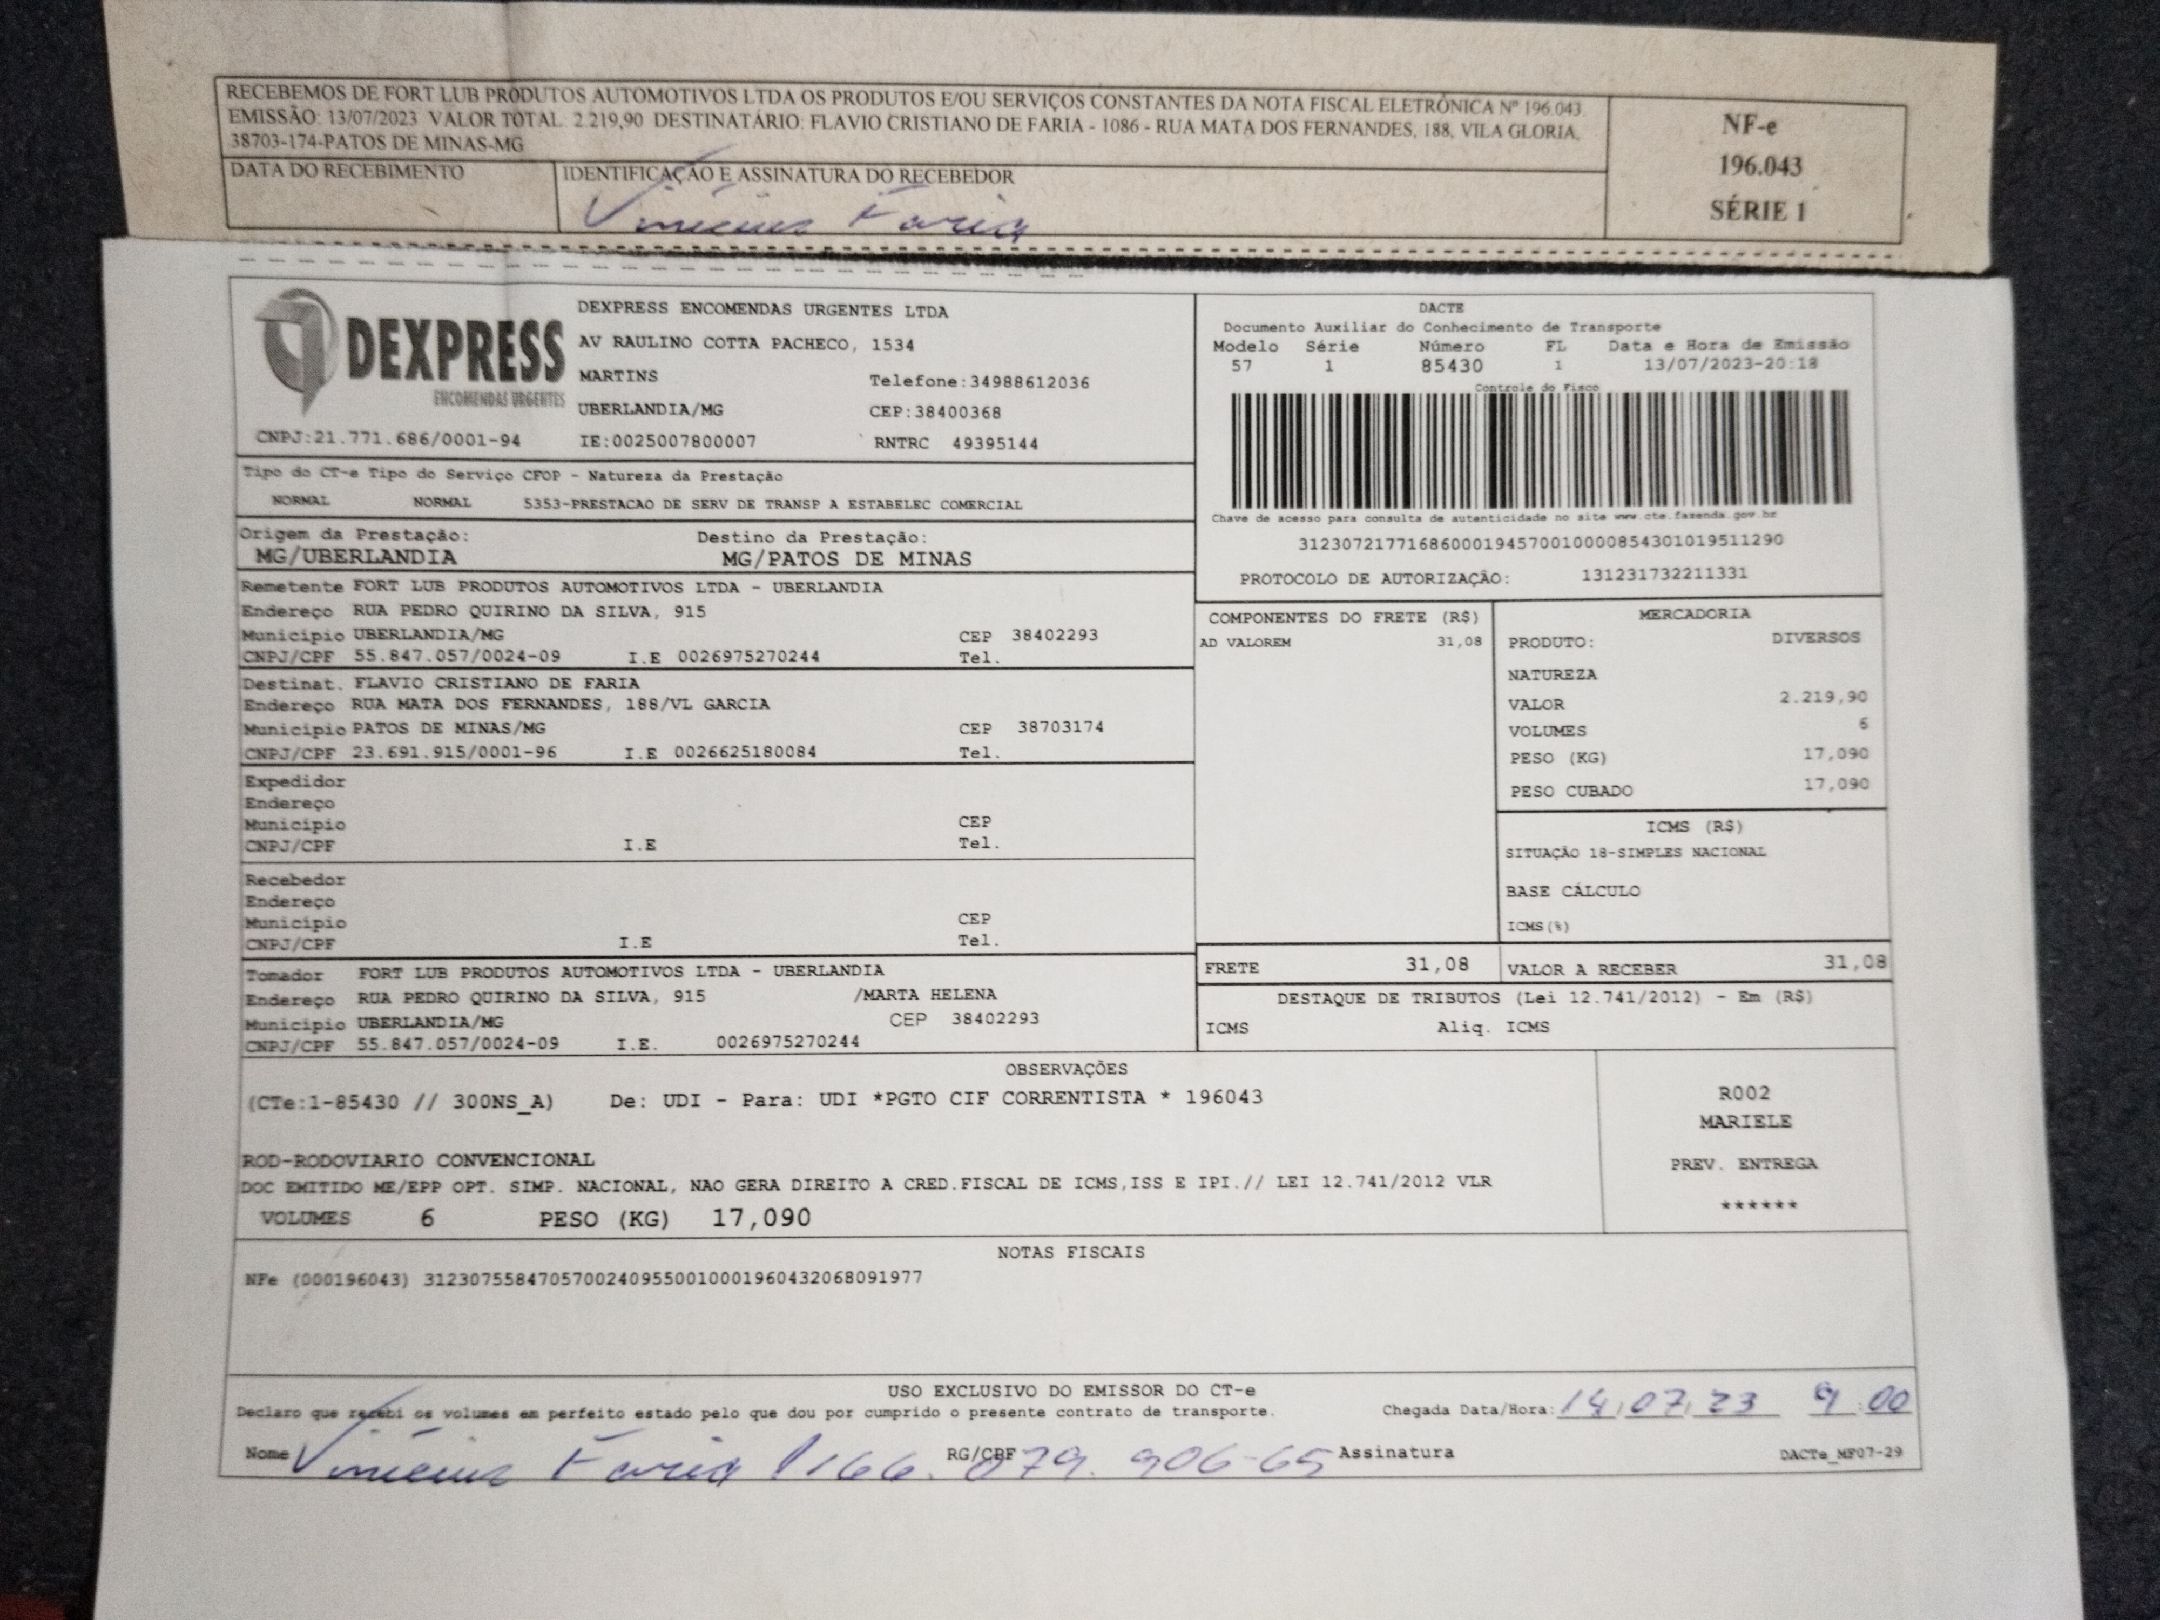 RECEBEMOS DE FORT LUB PRODUTOS AUTOMOTIVOS LTDA OS PRODUTOS E/OU SERVIÇOS CONSTANTES DA NOTA FISCAL ELETRÔNICA Nº 196.043
EMISSÃO: 13/07/2023 VALOR TOTAL: 2.219,90 DESTINATÁRIO: FLAVIO CRISTIANO DE FARIA - 1086 - RUA MATA DOS FERNANDES, 188, VILA GLORIA,
38703-174-PATOS DE MINAS-MG
DATA DO RECEBIMENTO
IDENTIFICAÇÃO E ASSINATURA DO RECEBEDOR
Vinicius Faria
NF-e
196.043
SÉRIE 1
DEXPRESS
ENCOMENDAS URGENTES
CNPJ:21.771.686/0001-94
DEXPRESS ENCOMENDAS URGENTES LTDA
AV RAULINO COTTA PACHECO, 1534
MARTINS Telefone:34988612036
UBERLANDIA/MG CEP:38400368
IE:0025007800007 RNTRC 49395144
DACTE
Documento Auxiliar do Conhecimento de Transporte
Modelo Série Número FL Data e Hora de Emissão
57 1 85430 1 13/07/2023-20:18
Controle do Fisco
Chave de acesso para consulta de autenticidade no site www.cte.fazenda.gov.br
31230721771686000194570010000854301019511290
PROTOCOLO DE AUTORIZAÇÃO: 131231732211331
Tipo do CT-e Tipo do Serviço CFOP - Natureza da Prestação
NORMAL NORMAL 5353-PRESTACAO DE SERV DE TRANSP A ESTABELEC COMERCIAL
Origem da Prestação: Destino da Prestação:
MG/UBERLANDIA MG/PATOS DE MINAS
Remetente FORT LUB PRODUTOS AUTOMOTIVOS LTDA - UBERLANDIA
Endereço RUA PEDRO QUIRINO DA SILVA, 915
Município UBERLANDIA/MG CEP 38402293
CNPJ/CPF 55.847.057/0024-09 I.E 0026975270244 Tel.
Destinat. FLAVIO CRISTIANO DE FARIA
Endereço RUA MATA DOS FERNANDES, 188/VL GARCIA
Município PATOS DE MINAS/MG CEP 38703174
CNPJ/CPF 23.691.915/0001-96 I.E 0026625180084 Tel.
Expedidor
Endereço
Município CEP
CNPJ/CPF I.E Tel.
Recebedor
Endereço
Município CEP
CNPJ/CPF I.E Tel.
Tomador FORT LUB PRODUTOS AUTOMOTIVOS LTDA - UBERLANDIA
Endereço RUA PEDRO QUIRINO DA SILVA, 915 /MARTA HELENA
Município UBERLANDIA/MG CEP 38402293
CNPJ/CPF 55.847.057/0024-09 I.E. 0026975270244
COMPONENTES DO FRETE (R$)
AD VALOREM 31,08
MERCADORIA
PRODUTO: DIVERSOS
NATUREZA
VALOR 2.219,90
VOLUMES 6
PESO (KG) 17,090
PESO CUBADO 17,090
ICMS (R$)
SITUAÇÃO 18-SIMPLES NACIONAL
BASE CÁLCULO
ICMS(%)
FRETE 31,08 VALOR A RECEBER 31,08
DESTAQUE DE TRIBUTOS (Lei 12.741/2012) - Em (R$)
ICMS Aliq. ICMS
OBSERVAÇÕES
(CTe:1-85430 // 300NS_A) De: UDI - Para: UDI *PGTO CIF CORRENTISTA * 196043
ROD-RODOVIARIO CONVENCIONAL
DOC EMITIDO ME/EPP OPT. SIMP. NACIONAL, NAO GERA DIREITO A CRED.FISCAL DE ICMS,ISS E IPI.// LEI 12.741/2012 VLR
VOLUMES 6 PESO (KG) 17,090
R002
MARIELE
PREV. ENTREGA
******
NOTAS FISCAIS
NFe (000196043) 31230755847057002409550010001960432068091977
USO EXCLUSIVO DO EMISSOR DO CT-e
Declaro que recebi os volumes em perfeito estado pelo que dou por cumprido o presente contrato de transporte. Chegada Data/Hora: 14/07/23 9:00
Nome Vinicius Faria 166.079.906-65 RG/CPF Assinatura DACTe_MF07-29